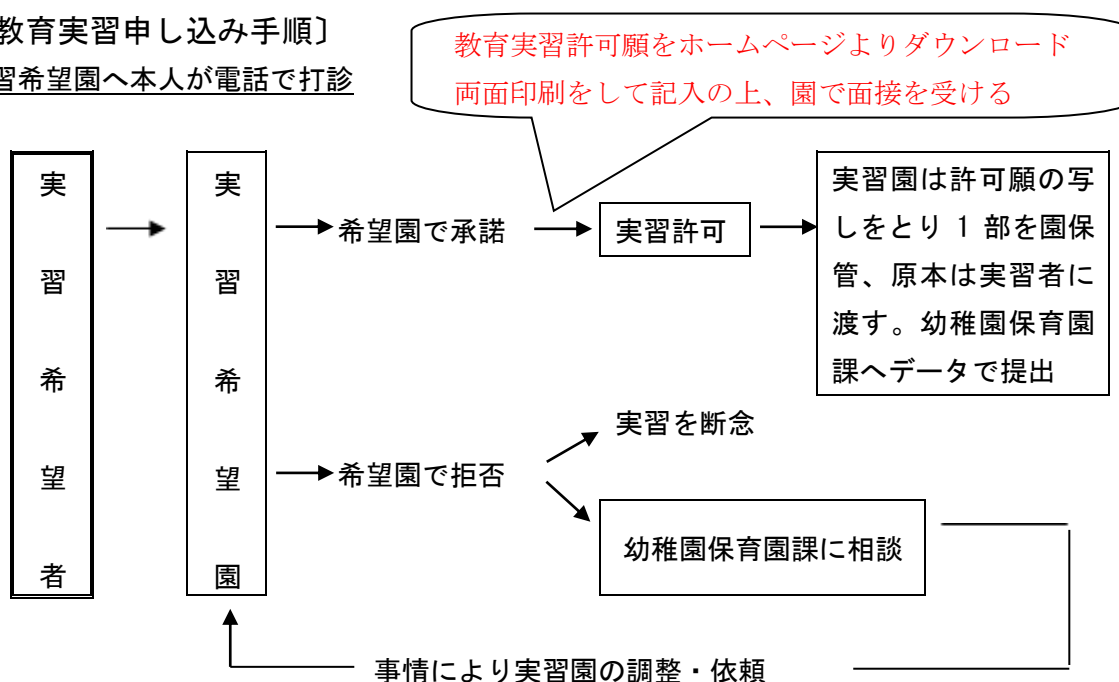 教育実習申し込み手順〕
習希望園へ本人が電話で打診
教育実習許可願をホームページよりダウンロード
両面印刷をして記入の上、園で面接を受ける
実習希望者
実習希望園
希望園で承諾
実習許可
実習園は許可願の写
しをとり 1 部を園保
管、原本は実習者に
渡す。幼稚園保育園
課へデータで提出
希望園で拒否
実習を断念
幼稚園保育園課に相談
事情により実習園の調整・依頼